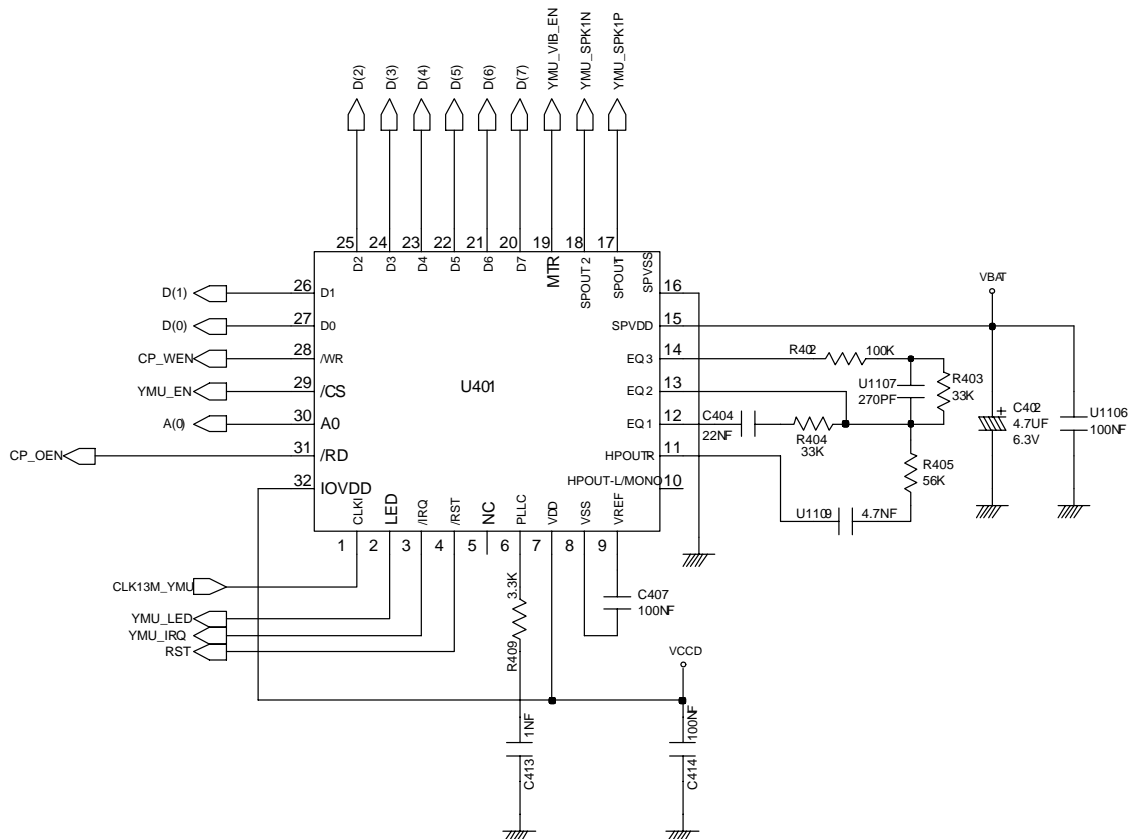 D(2)
D(3)
D(4)
D(5)
D(6)
D(7)
YMU_VIB_EN
YMU_SPK1N
YMU_SPK1P
25
24
23
22
21
20
19
18
17
D2
D3
D4
D5
D6
D7
MTR
SPOUT2
SPOUT
SPVSS
16
D(1)
26
D1
VBAT
D(0)
27
D0
SPVDD
15
CP_WEN
28
/WR
EQ3
14
R402
100K
YMU_EN
29
/CS
U401
EQ2
13
U1107
270PF
R403
33K
A(0)
30
A0
EQ1
12
C404
22NF
R404
33K
C402
4.7UF
6.3V
+
U1106
100NF
CP_OEN
31
/RD
HPOUTR
11
R405
56K
32
IOVDD
HPOUT-L/MONO
10
U1109
4.7NF
CLKI
LED
/IRQ
/RST
NC
PLLC
VDD
VSS
VREF
1
2
3
4
5
6
7
8
9
CLK13M_YMU
3.3K
R409
C407
100NF
YMU_LED
YMU_IRQ
RST
VCCD
1NF
C413
100NF
C414